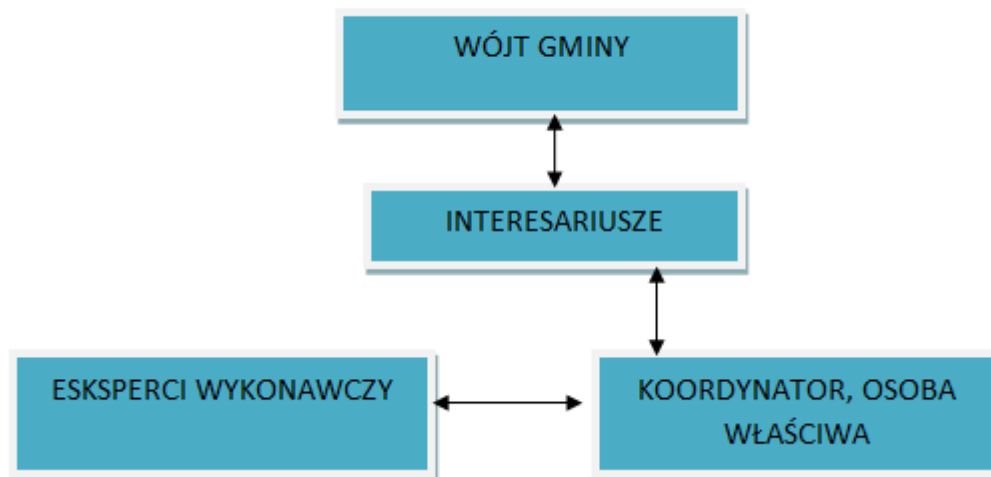 WÓJT GMINY
INTERESARIUSZE
ESKSPERCI WYKONAWCZY
KOORDYNATOR, OSOBA
WŁAŚCIWA